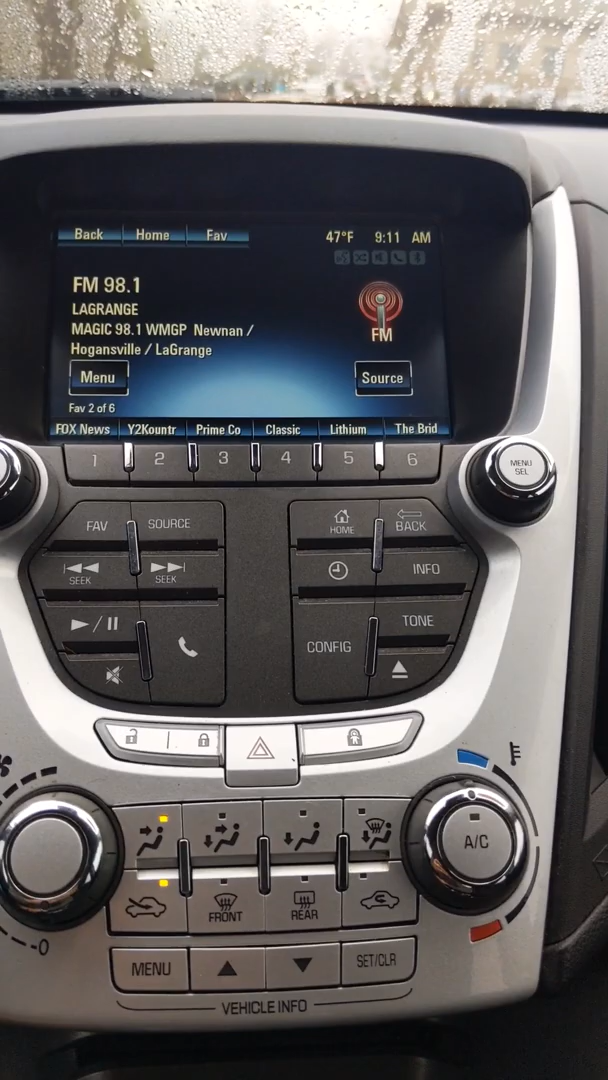 Back Home Fav 47°F 9:11 AM
FM 98.1
LAGRANGE
MAGIC 98.1 WMGP Newnan /
Hogansville / LaGrange
FM
Menu Source
Fav 2 of 6
FOX News Y2Kountr Prime Co Classic Lithium The Brid
1 2 3 4 5 6
MENU
SEL
FAV SOURCE HOME BACK
SEEK SEEK INFO
CONFIG TONE
A/C
FRONT REAR
0
MENU SET/CLR
VEHICLE INFO